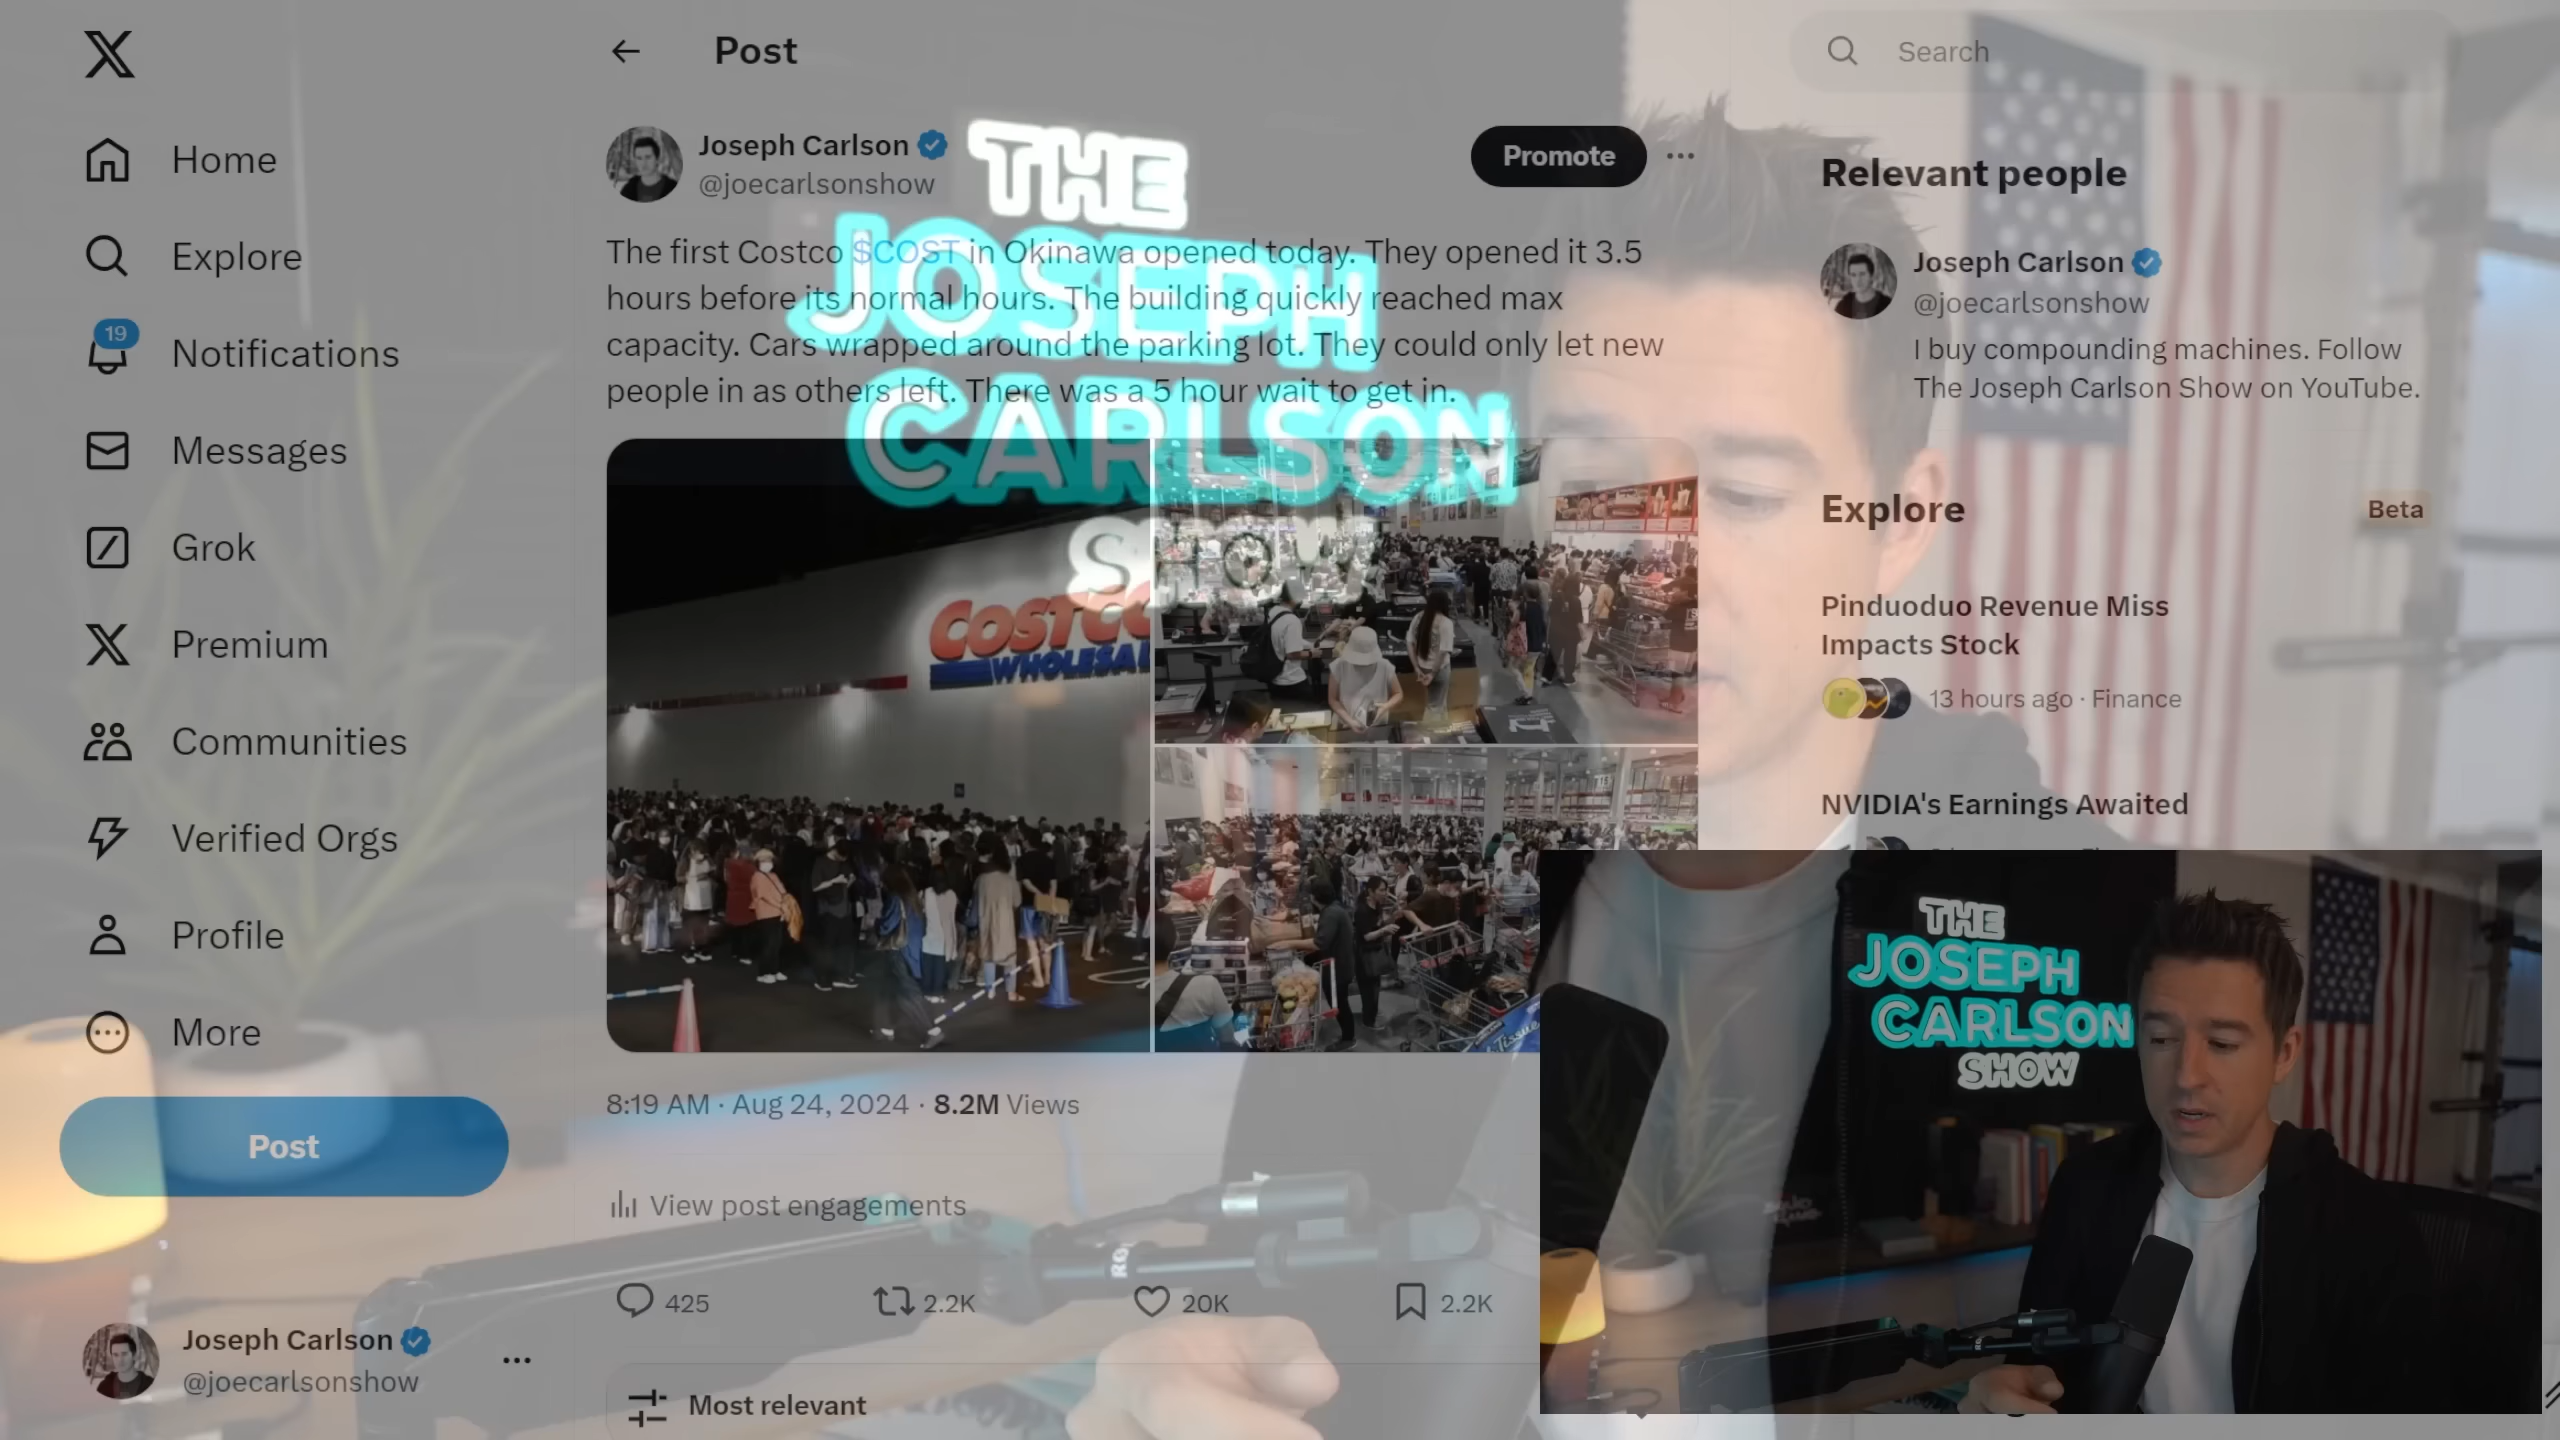 Home
Explore
19
Notifications
Messages
Grok
Premium
Communities
Verified Orgs
Profile
More
Post
Joseph Carlson
@joecarlsonshow
Post
Joseph Carlson
@joecarlsonshow
Promote
The first Costco $COST in Okinawa opened today. They opened it 3.5
hours before its normal hours. The building quickly reached max
capacity. Cars wrapped around the parking lot. They could only let new
people in as others left. There was a 5 hour wait to get in.
THE
JOSEPH
CARLSON
SHOW
COSTCO
WHOLESAL
8:19 AM · Aug 24, 2024 · 8.2M Views
View post engagements
425
2.2K
20K
2.2K
Most relevant
Search
Relevant people
Joseph Carlson
@joecarlsonshow
I buy compounding machines. Follow
The Joseph Carlson Show on YouTube.
Explore
Beta
Pinduoduo Revenue Miss
Impacts Stock
13 hours ago · Finance
NVIDIA's Earnings Awaited
THE
JOSEPH
CARLSON
SHOW